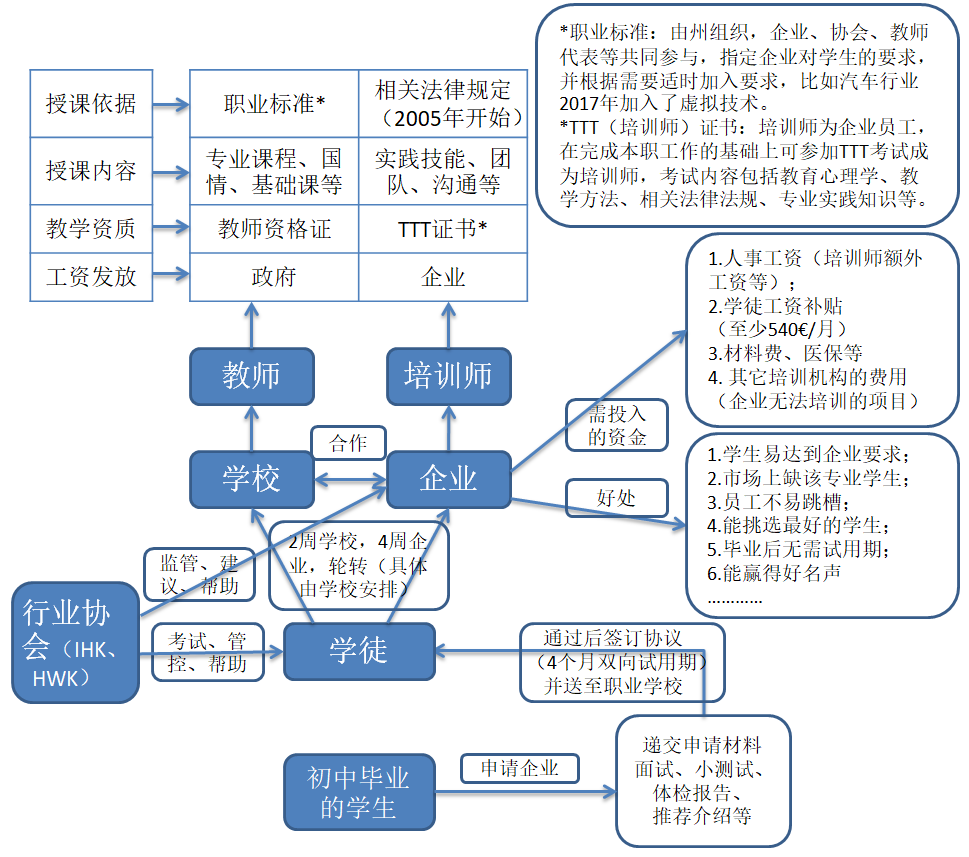 *职业标准：由州组织，企业、协会、教师
代表等共同参与，指定企业对学生的要求，
并根据需要适时加入要求，比如汽车行业
2017年加入了虚拟技术。
*TTT（培训师）证书：培训师为企业员工，
在完成本职工作的基础上可参加TTT考试成
为培训师，考试内容包括教育心理学、教
学方法、相关法律法规、专业实践知识等。
授课依据
职业标准*
相关法律规定
（2005年开始）
授课内容
专业课程、国
情、基础课等
实践技能、团
队、沟通等
教学资质
教师资格证
TTT证书*
工资发放
政府
企业
1.人事工资（培训师额外
工资等）；
2.学徒工资补贴
（至少540€/月）
3.材料费、医保等
4. 其它培训机构的费用
（企业无法培训的项目）
教师
培训师
需投入
的资金
合作
学校
企业
好处
1.学生易达到企业要求；
2.市场上缺该专业学生；
3.员工不易跳槽；
4.能挑选最好的学生；
5.毕业后无需试用期；
6.能赢得好名声
…………
2周学校，4周企
业，轮转（具体
由学校安排）
监管、建
议、帮助
行业协
会（IHK、
HWK）
考试、管
控、帮助
学徒
通过后签订协议
（4个月双向试用期）
并送至职业学校
初中毕业
的学生
申请企业
递交申请材料
面试、小测试、
体检报告、
推荐介绍等